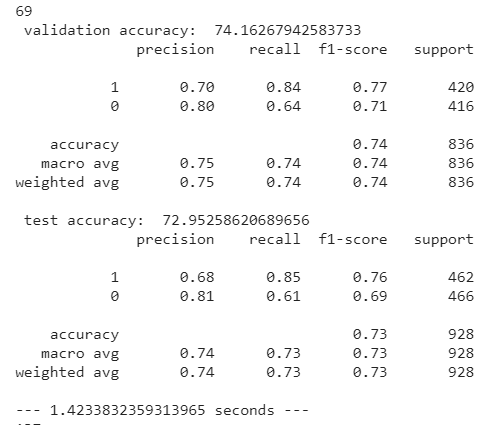 69
validation accuracy: 74.16267942583733
precision recall f1-score support
1 0.70 0.84 0.77 420
0 0.80 0.64 0.71 416
accuracy 0.74 836
macro avg 0.75 0.74 0.74 836
weighted avg 0.75 0.74 0.74 836
test accuracy: 72.95258620689656
precision recall f1-score support
1 0.68 0.85 0.76 462
0 0.81 0.61 0.69 466
accuracy 0.73 928
macro avg 0.74 0.73 0.73 928
weighted avg 0.74 0.73 0.73 928
--- 1.4233832359313965 seconds ---